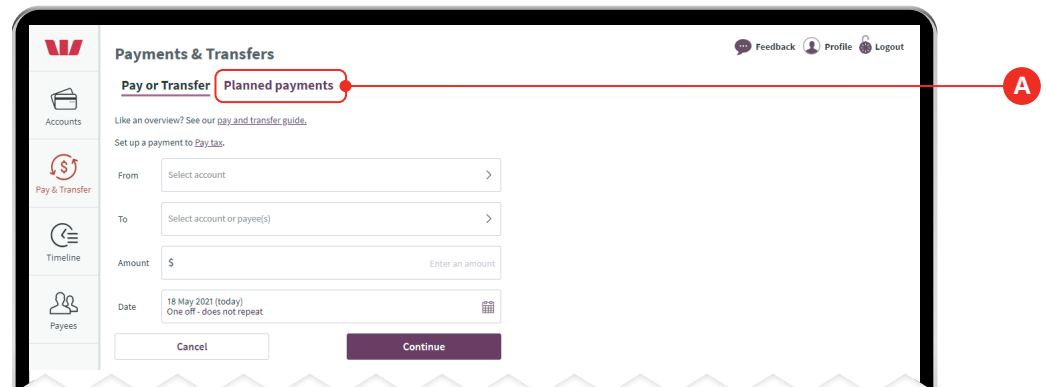 Payments & Transfers
Feedback Profile Logout
Pay or Transfer Planned payments
A
Accounts
Like an overview? See our pay and transfer guide.
Set up a payment to Pay tax.
From Select account
Pay & Transfer
To Select account or payee(s)
Timeline
Amount $ Enter an amount
Date 18 May 2021 (today)
One off - does not repeat
Payees
Cancel Continue